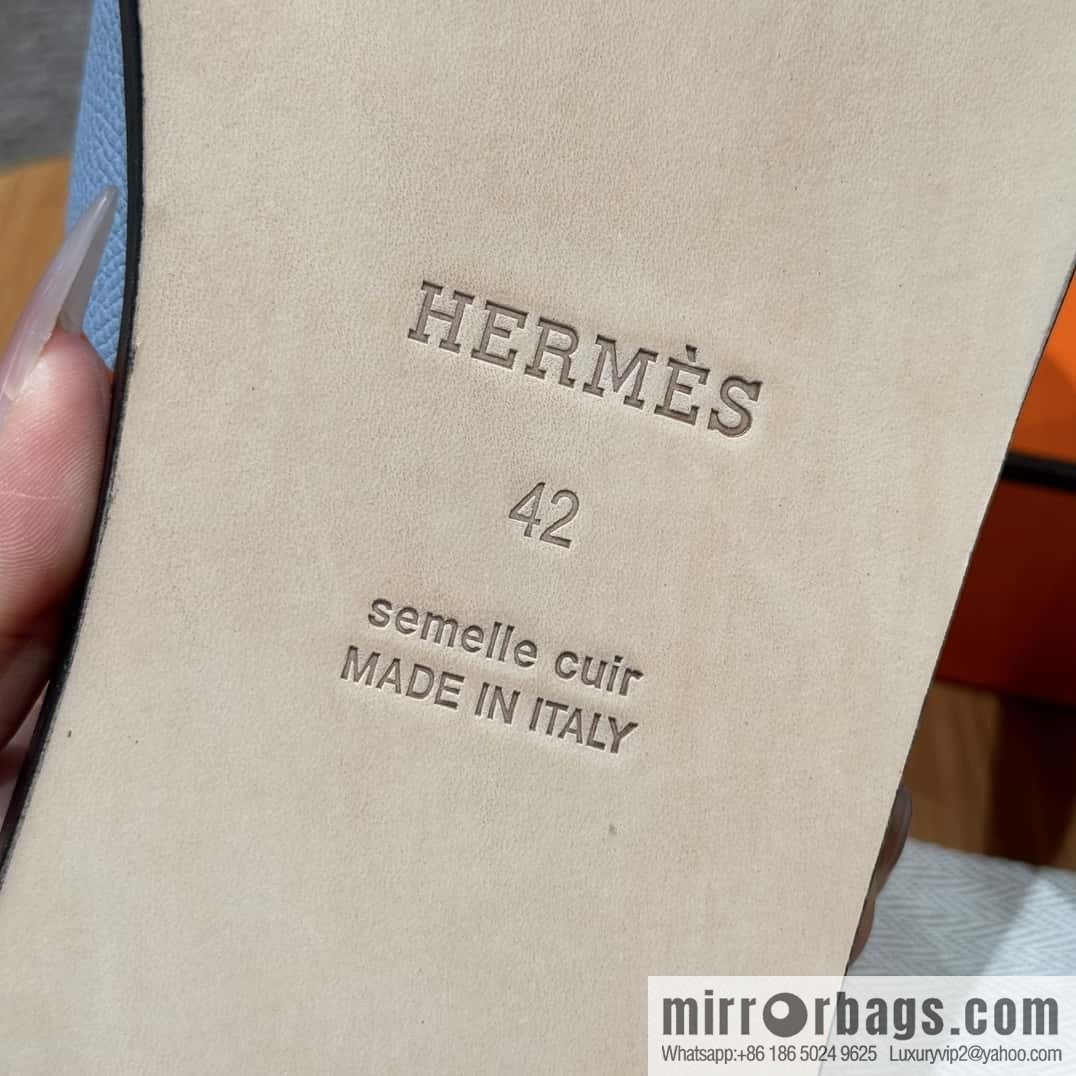 HERMÈS
42
semelle cuir
MADE IN ITALY
mirrorbags.com
Whatsapp:+86 186 5024 9625 Luxuryvip2@yahoo.com